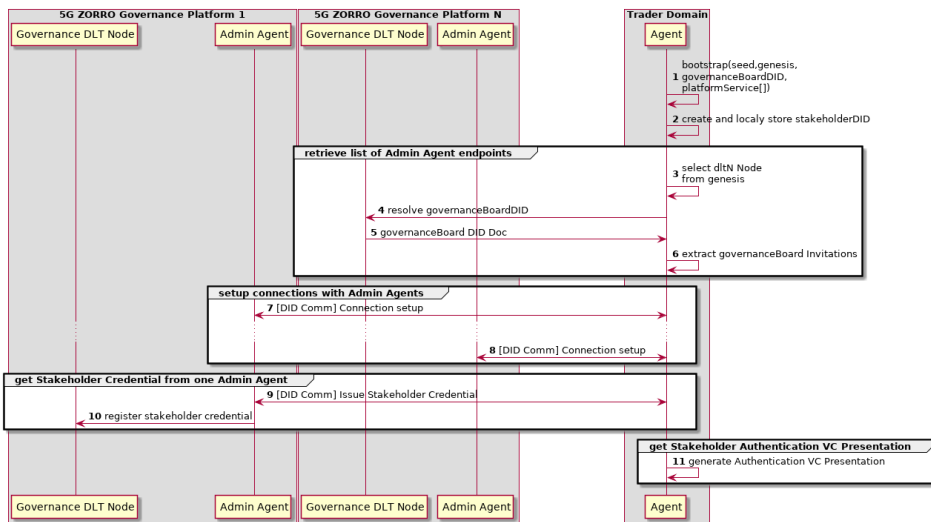 5G ZORRO Governance Platform 1
5G ZORRO Governance Platform N
Trader Domain
Governance DLT Node
Admin Agent
Governance DLT Node
Admin Agent
Agent
bootstrap(seed,genesis,
1 governanceBoardDID,
platformService[])
2 create and localy store stakeholderDID
retrieve list of Admin Agent endpoints
3 select dltN Node
from genesis
4 resolve governanceBoardDID
5 governanceBoard DID Doc
6 extract governanceBoard Invitations
setup connections with Admin Agents
7 [DID Comm] Connection setup
8 [DID Comm] Connection setup
get Stakeholder Credential from one Admin Agent
9 [DID Comm] Issue Stakeholder Credential
10 register stakeholder credential
get Stakeholder Authentication VC Presentation
11 generate Authentication VC Presentation
Governance DLT Node
Admin Agent
Governance DLT Node
Admin Agent
Agent